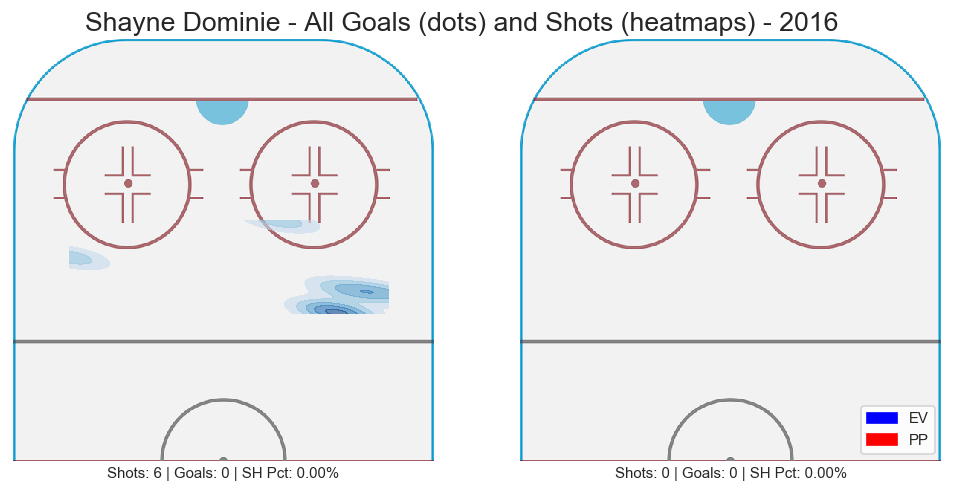 Shayne Dominie - All Goals (dots) and Shots (heatmaps) - 2016
EV
PP
Shots: 6 | Goals: 0 | SH Pct: 0.00%
Shots: 0 | Goals: 0 | SH Pct: 0.00%